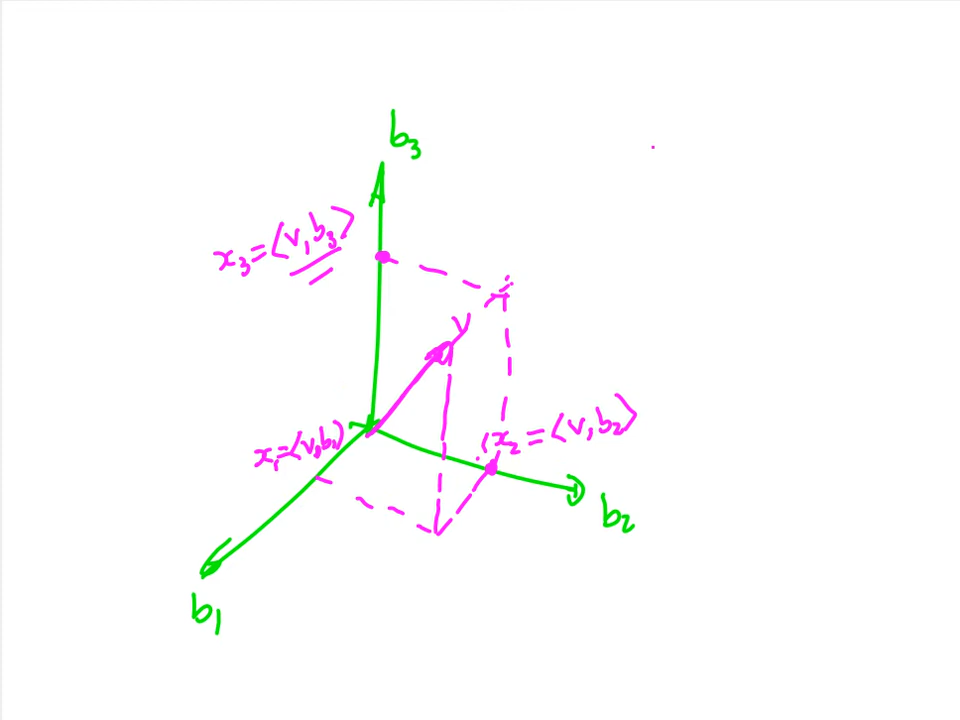 b3
x3=⟨v,b3⟩
v
x1=⟨v,b1⟩
x2=⟨v,b2⟩
b2
b1